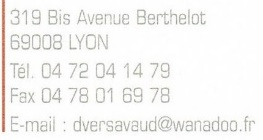 319 Bis Avenue Berthelot
69008 LYON
Tél. 04 72 04 14 79
Fax 04 78 01 69 78
E-mail : dversavaud@wanadoo.fr